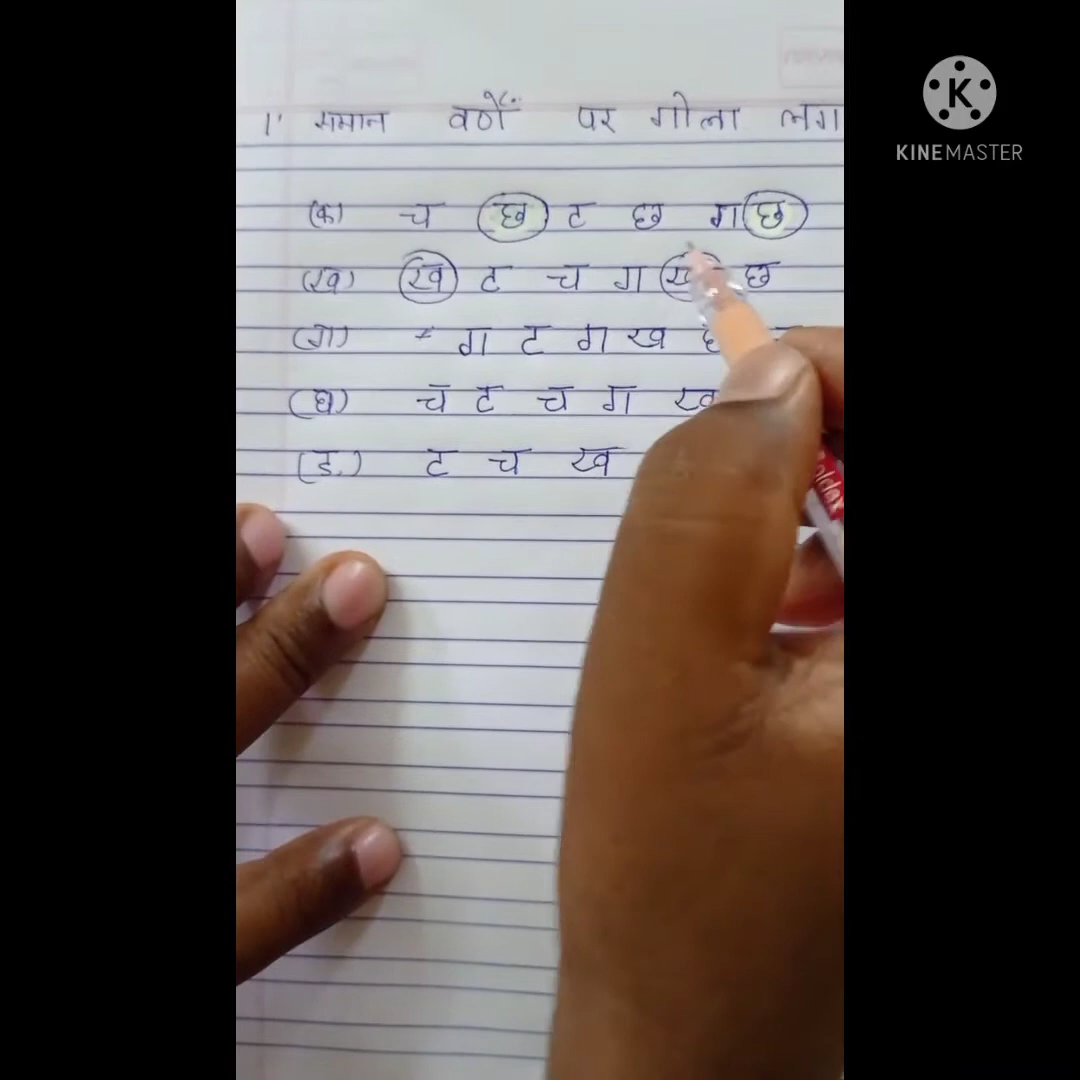 1' समान वर्णों पर गोला लगा
(क) च छ ट छ ग छ
(ख) ख ट च ग ख छ
(ग) ग ट ग ख
(घ) च ट च ग ख
(ङ) ट च ख
KINEMASTER